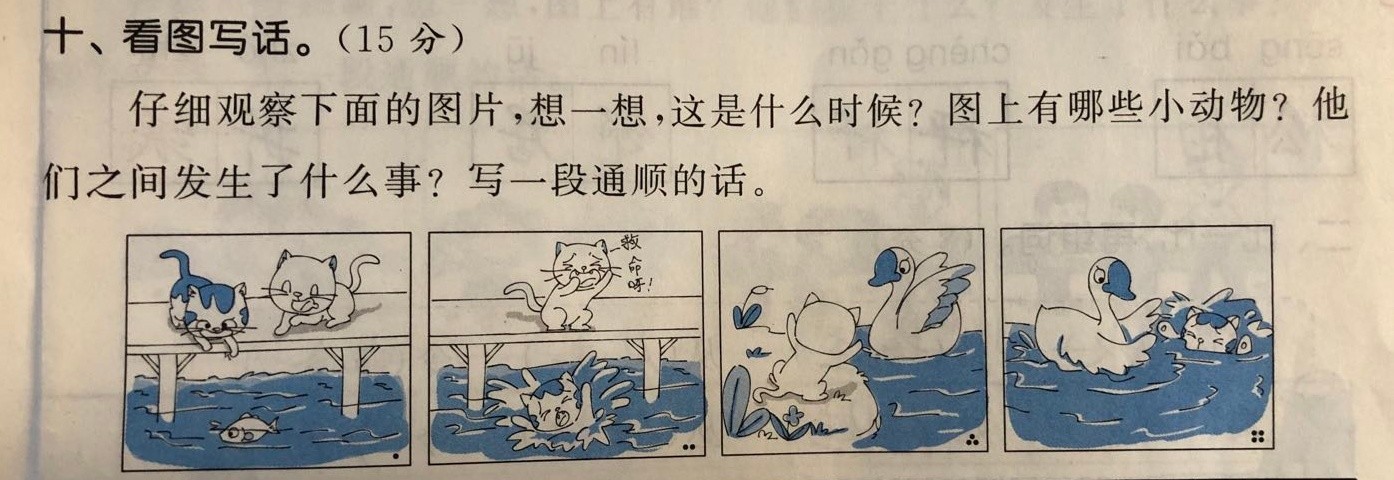 十、看图写话。（15 分）
仔细观察下面的图片，想一想，这是什么时候？图上有哪些小动物？他
们之间发生了什么事？写一段通顺的话。
救
命
呀！